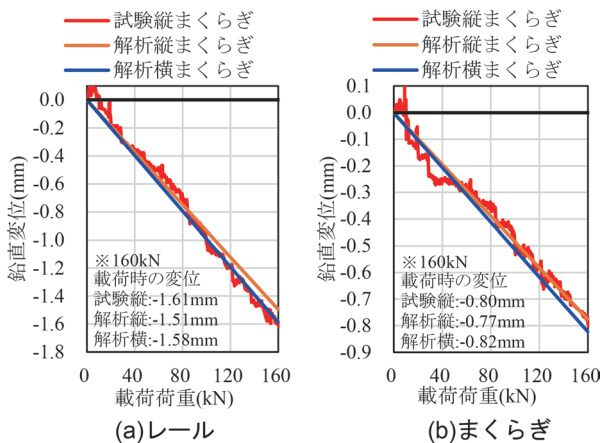 試験縦まくらぎ
解析縦まくらぎ
解析横まくらぎ
0.0
-0.2
-0.4
-0.6
-0.8
-1.0
-1.2
-1.4
-1.6
-1.8
鉛直変位(mm)
※160kN
載荷時の変位
試験縦:-1.61mm
解析縦:-1.51mm
解析横:-1.58mm
0 40 80 120 160
載荷荷重(kN)
(a)レール
試験縦まくらぎ
解析縦まくらぎ
解析横まくらぎ
0.1
0.0
-0.1
-0.2
-0.3
-0.4
-0.5
-0.6
-0.7
-0.8
-0.9
鉛直変位(mm)
※160kN
載荷時の変位
試験縦:-0.80mm
解析縦:-0.77mm
解析横:-0.82mm
0 40 80 120 160
載荷荷重(kN)
(b)まくらぎ